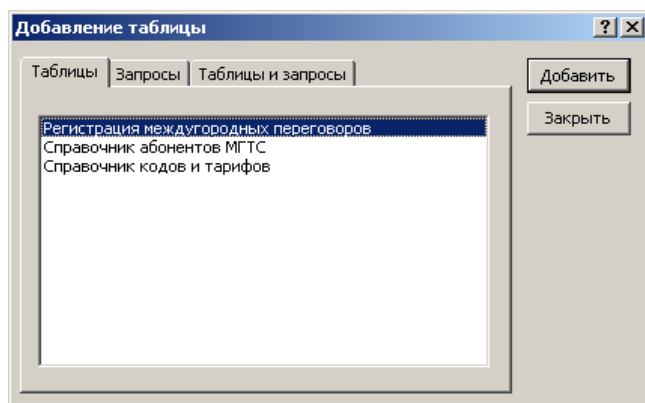 Добавление таблицы
Таблицы Запросы Таблицы и запросы
Добавить
Закрыть
Регистрация междугородных переговоров
Справочник абонентов МГТС
Справочник кодов и тарифов